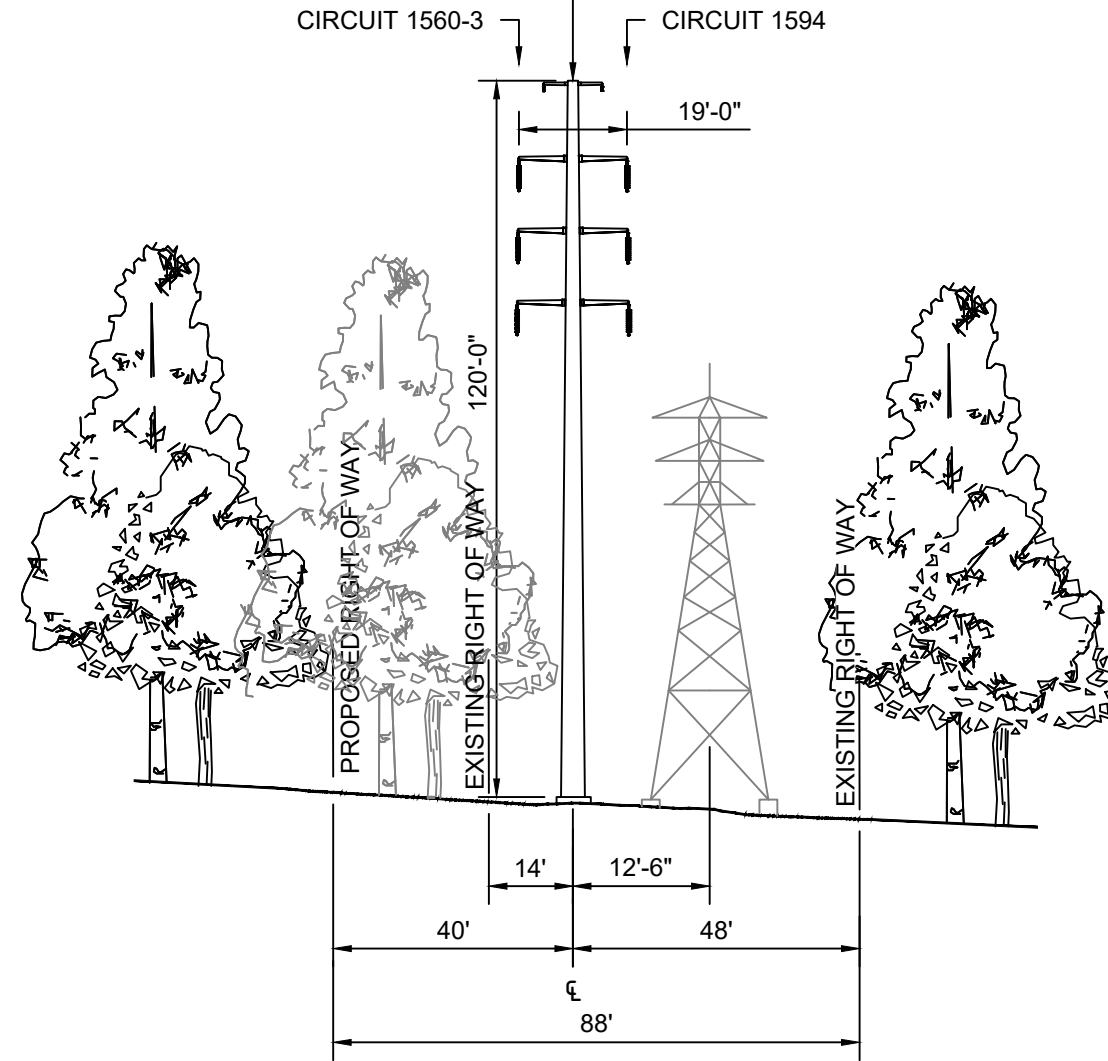 CIRCUIT 1560-3
CIRCUIT 1594
19'-0"
120'-0"
PROPOSED RIGHT OF WAY
EXISTING RIGHT OF WAY
EXISTING RIGHT OF WAY
14'
12'-6"
40'
48'
℄
88'